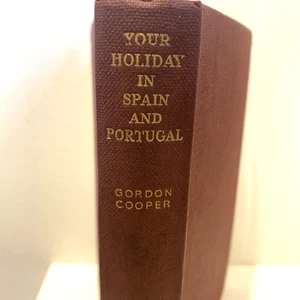 YOUR
HOLIDAY
IN
SPAIN
AND
PORTUGAL
GORDON
COOPER